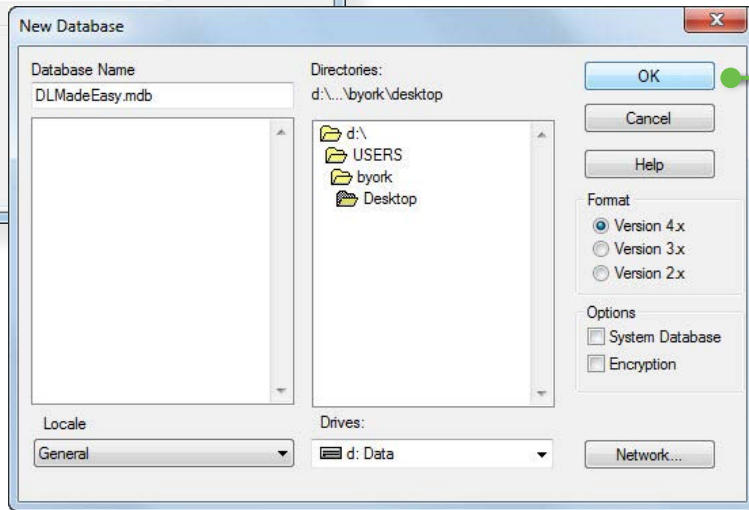 New Database
Database Name
DLMadeEasy.mdb
Directories:
d:\...\byork\desktop
d:\
USERS
byork
Desktop
OK
Cancel
Help
Format
Version 4.x
Version 3.x
Version 2.x
Options
System Database
Encryption
Locale
General
Drives:
d: Data
Network...